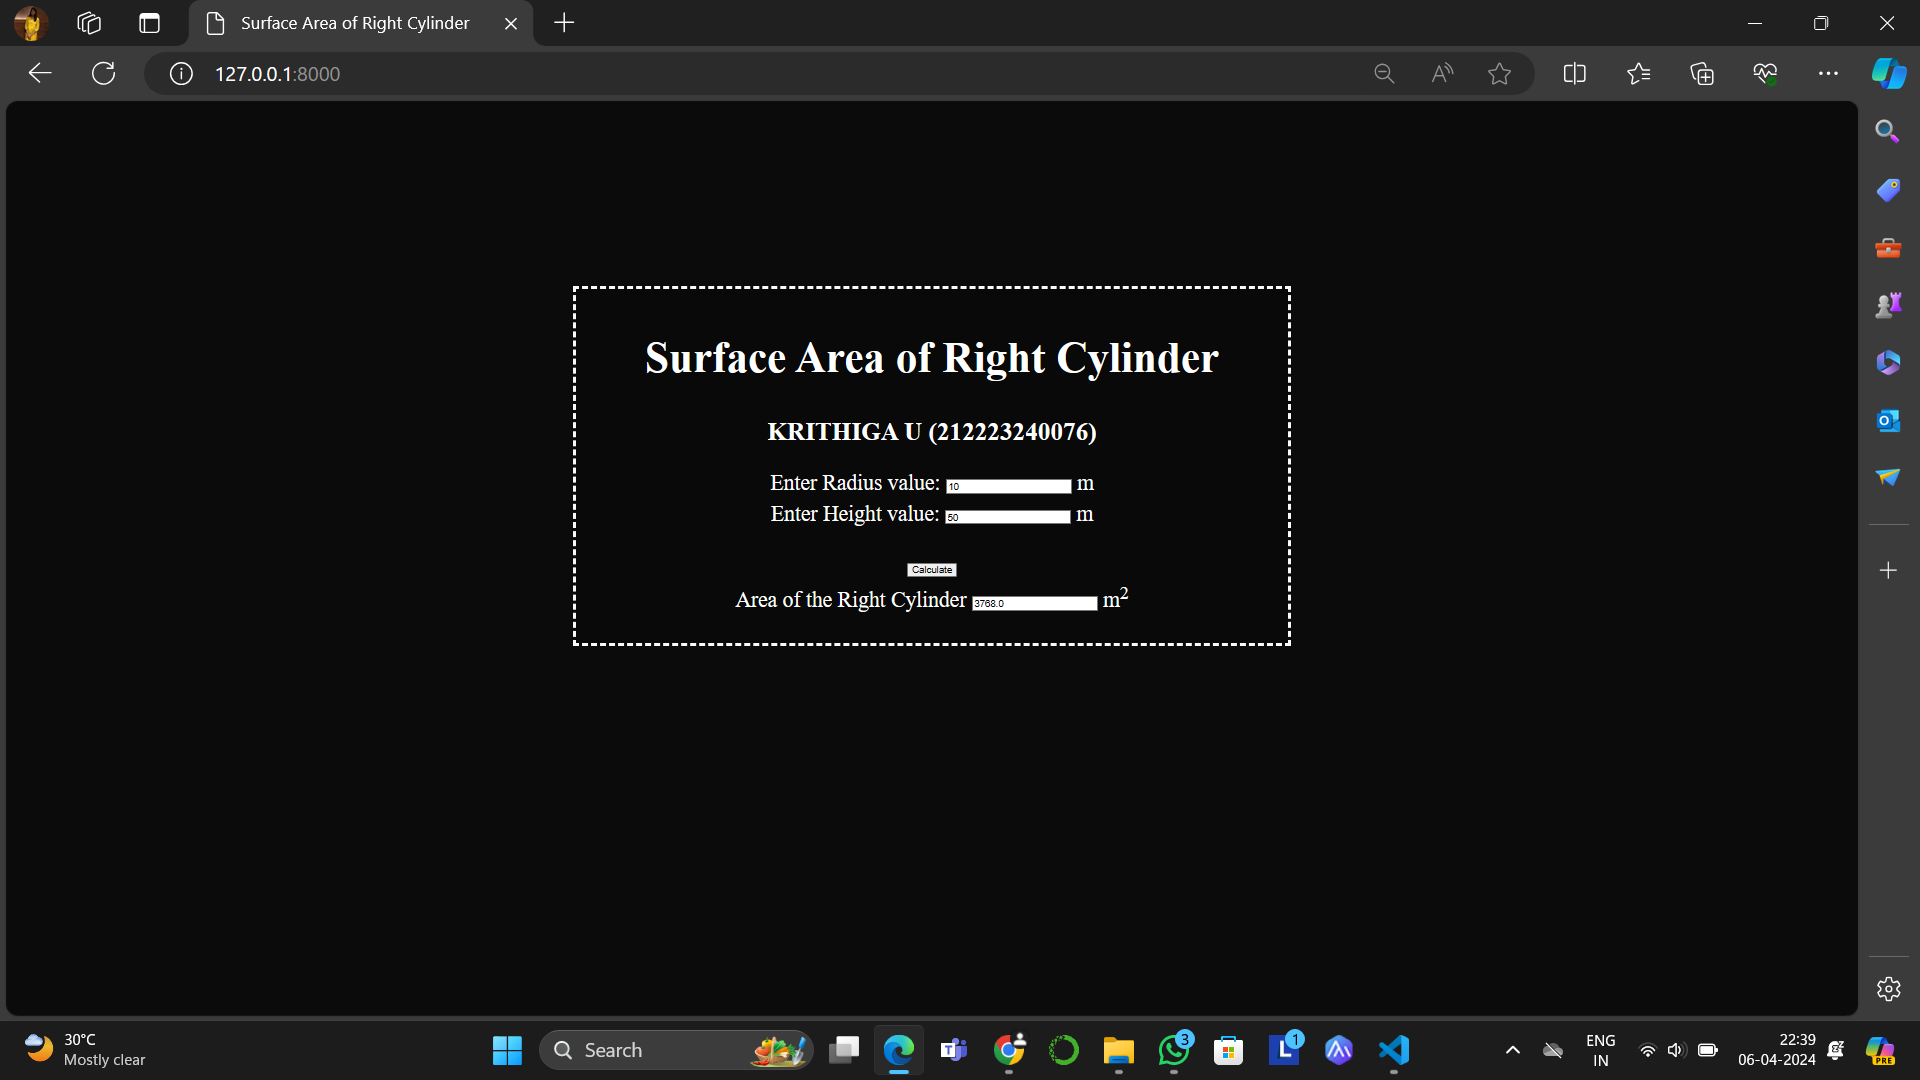 Surface Area of Right Cylinder
127.0.0.1:8000
Surface Area of Right Cylinder
KRITHIGA U (212223240076)
Enter Radius value: 10 m
Enter Height value: 50 m
Calculate
Area of the Right Cylinder 3768.0 m²
30°C
Mostly clear
Search
3
1
ENG
IN
22:39
06-04-2024
PRE